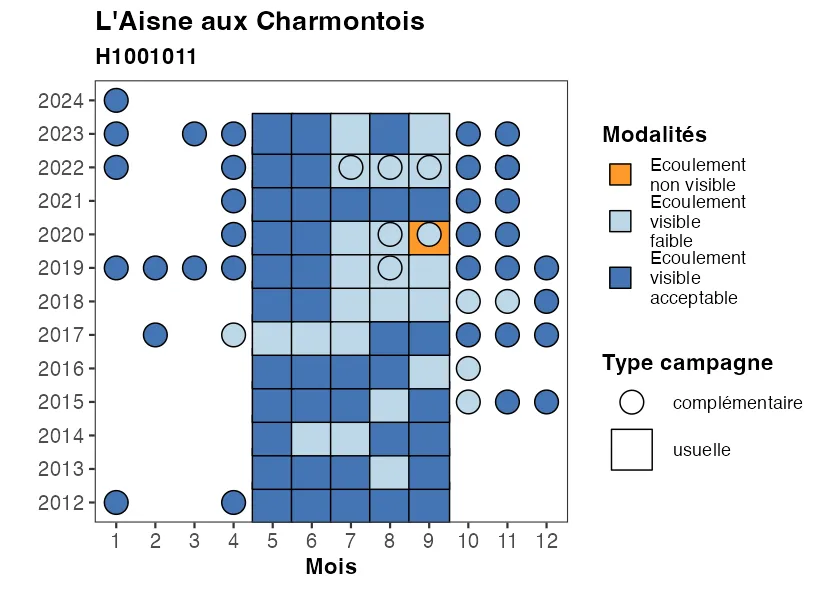 L'Aisne aux Charmontois
H1001011
2024
2023
2022
2021
2020
2019
2018
2017
2016
2015
2014
2013
2012
1 2 3 4 5 6 7 8 9 10 11 12
Mois
Modalités
Ecoulement
non visible
Ecoulement
visible
faible
Ecoulement
visible
acceptable
Type campagne
complémentaire
usuelle